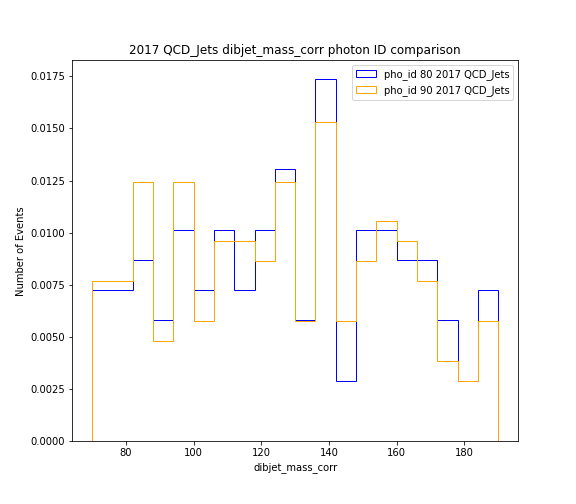 2017 QCD_Jets dibjet_mass_corr photon ID comparison
pho_id 80 2017 QCD_Jets
pho_id 90 2017 QCD_Jets
Number of Events
0.0175
0.0150
0.0125
0.0100
0.0075
0.0050
0.0025
0.0000
80 100 120 140 160 180
dibjet_mass_corr